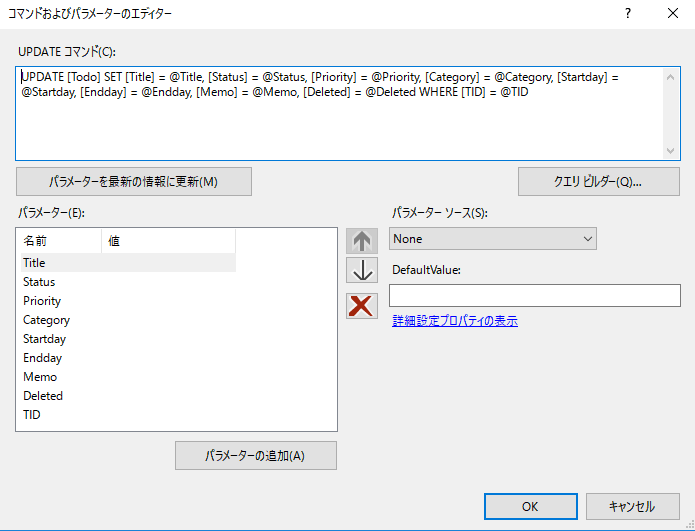 コマンドおよびパラメーターのエディター
UPDATE コマンド(C):
UPDATE [Todo] SET [Title] = @Title, [Status] = @Status, [Priority] = @Priority, [Category] = @Category, [Startday] =
@Startday, [Endday] = @Endday, [Memo] = @Memo, [Deleted] = @Deleted WHERE [TID] = @TID
パラメーターを最新の情報に更新(M)
クエリ ビルダー(Q)...
パラメーター(E):
名前 値
Title
Status
Priority
Category
Startday
Endday
Memo
Deleted
TID
パラメーターの追加(A)
パラメーター ソース(S):
None
DefaultValue:
詳細設定プロパティの表示
OK
キャンセル